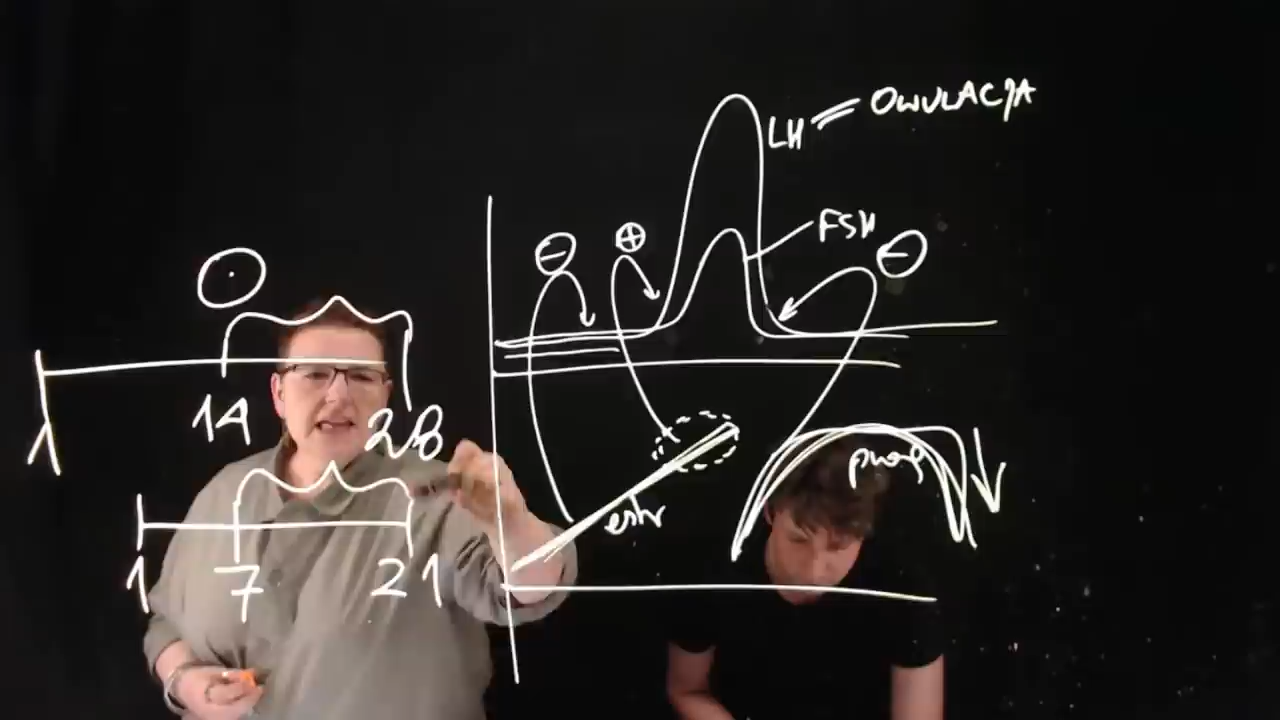 LH = OWULACJA
FSH
⊖
⊕
⊖
1 14 28
1 7 21
estr
prog